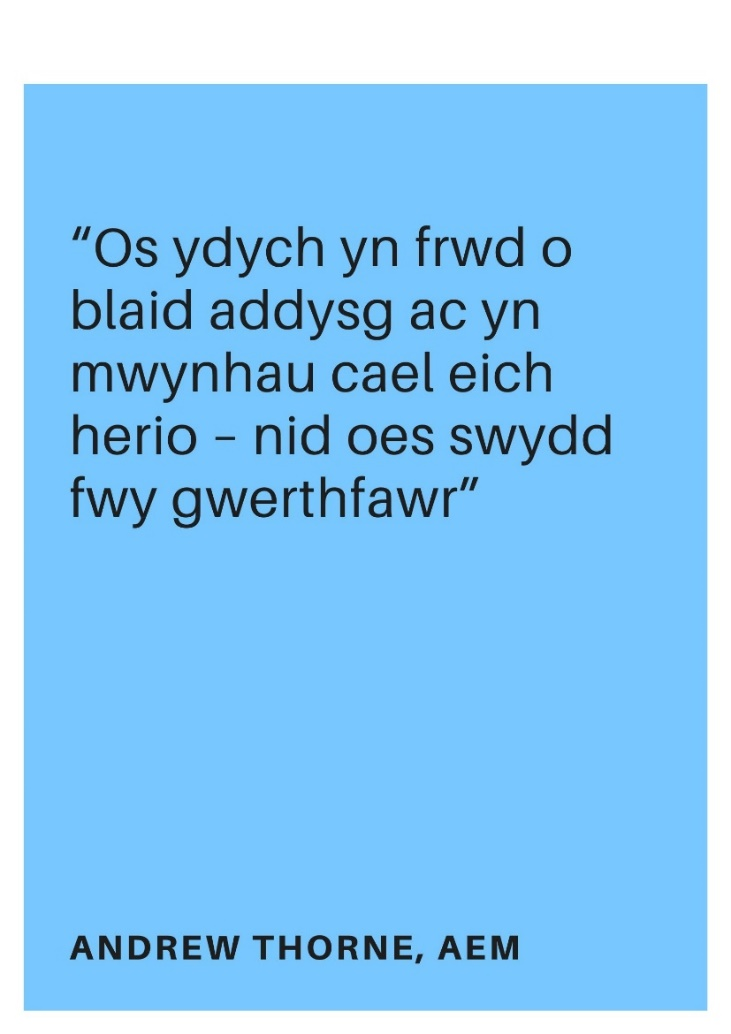 “Os ydych yn frwd o
blaid addysg ac yn
mwynhau cael eich
herio – nid oes swydd
fwy gwerthfawr”
ANDREW THORNE, AEM